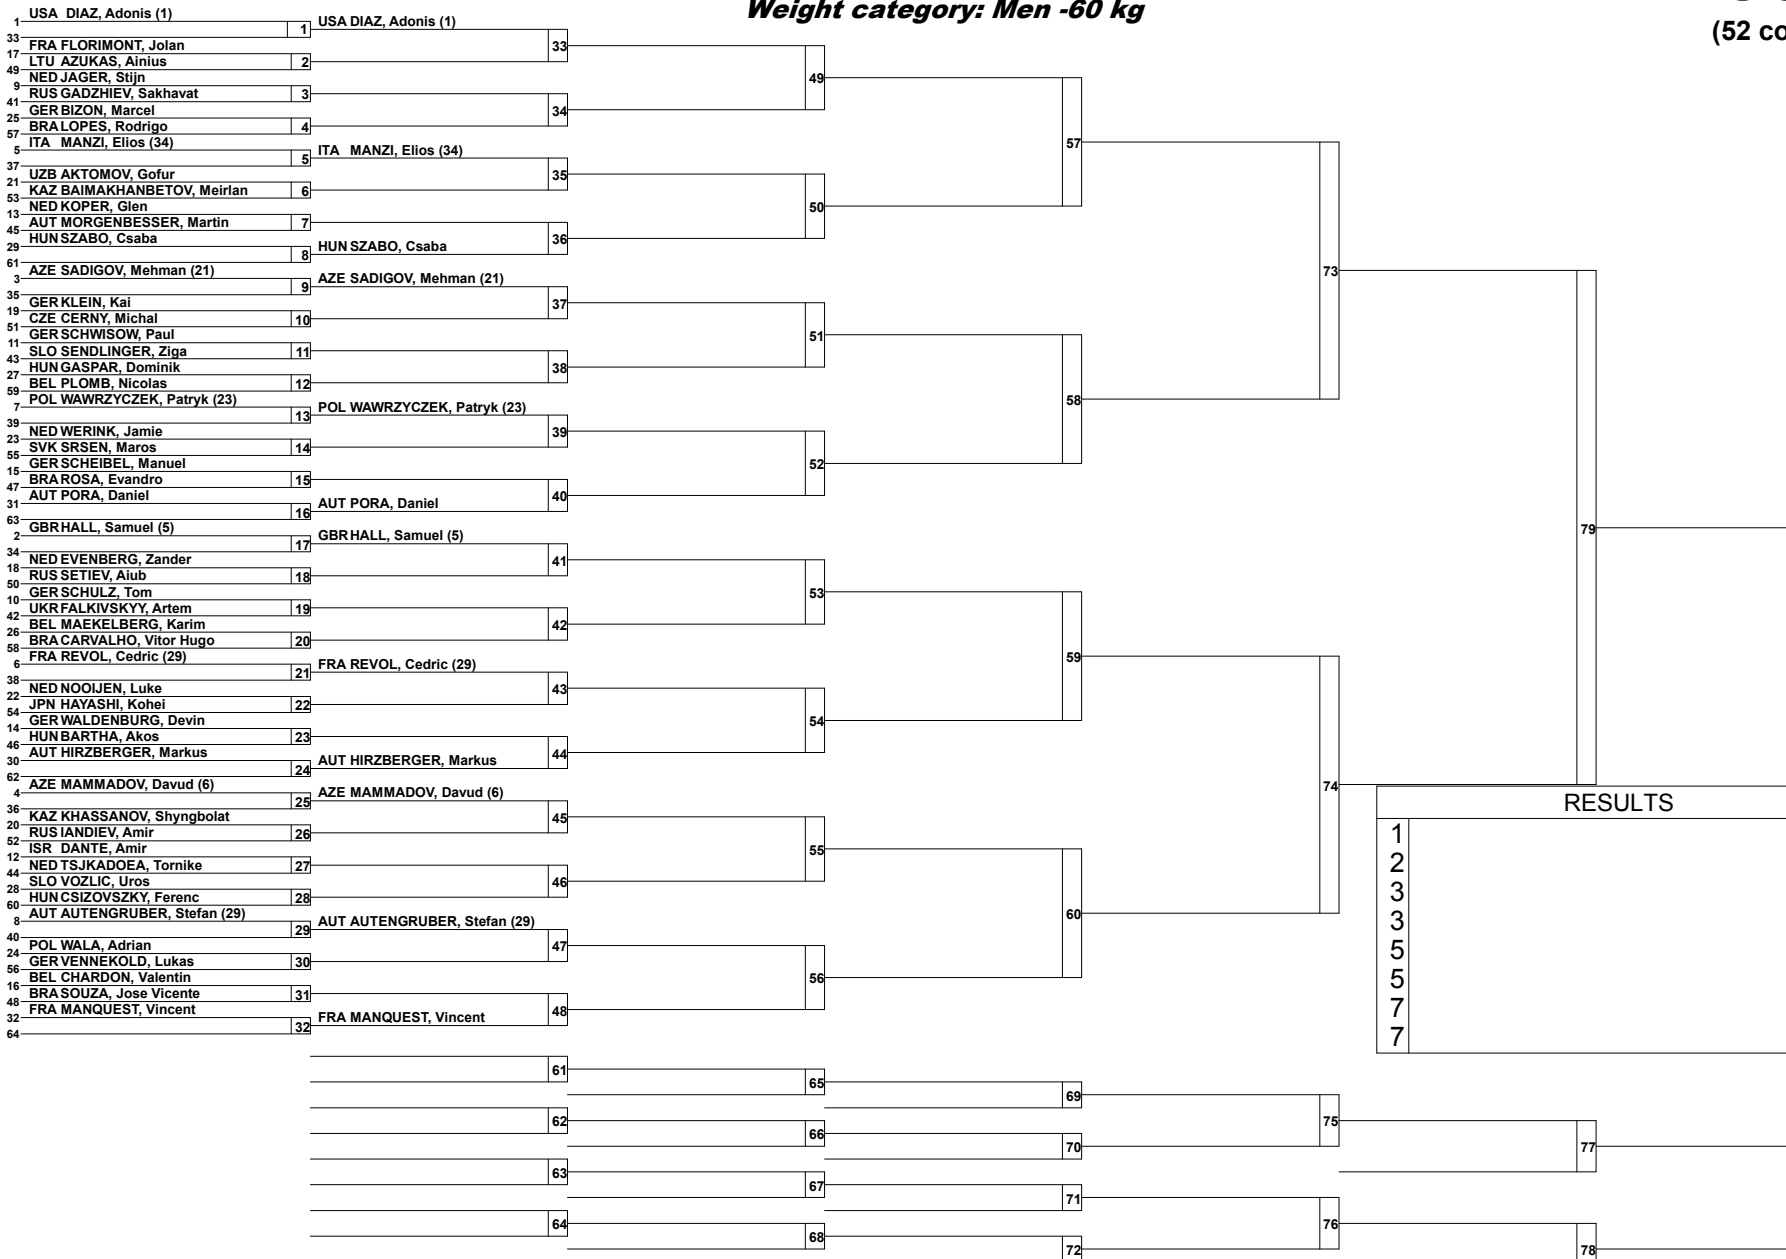 Weight category: Men -60 kg
(52 co
USA DIAZ, Adonis (1)
1
33
1
USA DIAZ, Adonis (1)
FRA FLORIMONT, Jolan
17
LTU AZUKAS, Ainius
2
49
33
NED JAGER, Stijn
9
RUS GADZHIEV, Sakhavat
3
41
GER BIZON, Marcel
25
BRA LOPES, Rodrigo
4
57
34
49
ITA MANZI, Elios (34)
5
37
5
ITA MANZI, Elios (34)
UZB AKTOMOV, Gofur
21
KAZ BAIMAKHANBETOV, Meirlan
6
53
35
NED KOPER, Glen
13
AUT MORGENBESSER, Martin
7
45
HUN SZABO, Csaba
29
61
8
HUN SZABO, Csaba
36
50
57
AZE SADIGOV, Mehman (21)
3
35
9
AZE SADIGOV, Mehman (21)
GER KLEIN, Kai
19
CZE CERNY, Michal
10
51
37
GER SCHWISOW, Paul
11
SLO SENDLINGER, Ziga
11
43
HUN GASPAR, Dominik
27
BEL PLOMB, Nicolas
12
59
38
51
POL WAWRZYCZEK, Patryk (23)
7
39
13
POL WAWRZYCZEK, Patryk (23)
NED WERINK, Jamie
23
SVK SRSEN, Maros
14
55
39
GER SCHEIBEL, Manuel
15
BRA ROSA, Evandro
15
47
AUT PORA, Daniel
31
63
16
AUT PORA, Daniel
40
52
58
73
GBR HALL, Samuel (5)
2
34
17
GBR HALL, Samuel (5)
NED EVENBERG, Zander
18
RUS SETIEV, Aiub
18
50
41
GER SCHULZ, Tom
10
UKR FALKIVSKYY, Artem
19
42
BEL MAEKELBERG, Karim
26
BRA CARVALHO, Vitor Hugo
20
58
42
53
FRA REVOL, Cedric (29)
6
38
21
FRA REVOL, Cedric (29)
NED NOOIJEN, Luke
22
JPN HAYASHI, Kohei
22
54
43
GER WALDENBURG, Devin
14
HUN BARTHA, Akos
23
46
AUT HIRZBERGER, Markus
30
62
24
AUT HIRZBERGER, Markus
44
54
59
AZE MAMMADOV, Davud (6)
4
36
25
AZE MAMMADOV, Davud (6)
KAZ KHASSANOV, Shyngbolat
20
RUS IANDIEV, Amir
26
52
45
ISR DANTE, Amir
12
NED TSJKADOEA, Tornike
27
44
SLO VOZLIC, Uros
28
HUN CSIZOVSZKY, Ferenc
28
60
46
55
AUT AUTENGRUBER, Stefan (29)
8
40
29
AUT AUTENGRUBER, Stefan (29)
POL WALA, Adrian
24
GER VENNEKOLD, Lukas
30
56
47
BEL CHARDON, Valentin
16
BRA SOUZA, Jose Vicente
31
48
FRA MANQUEST, Vincent
32
64
32
FRA MANQUEST, Vincent
48
56
60
74
79
RESULTS
1
2
3
3
5
5
7
7
61
65
69
62
66
70
75
63
67
71
77
64
68
72
76
78